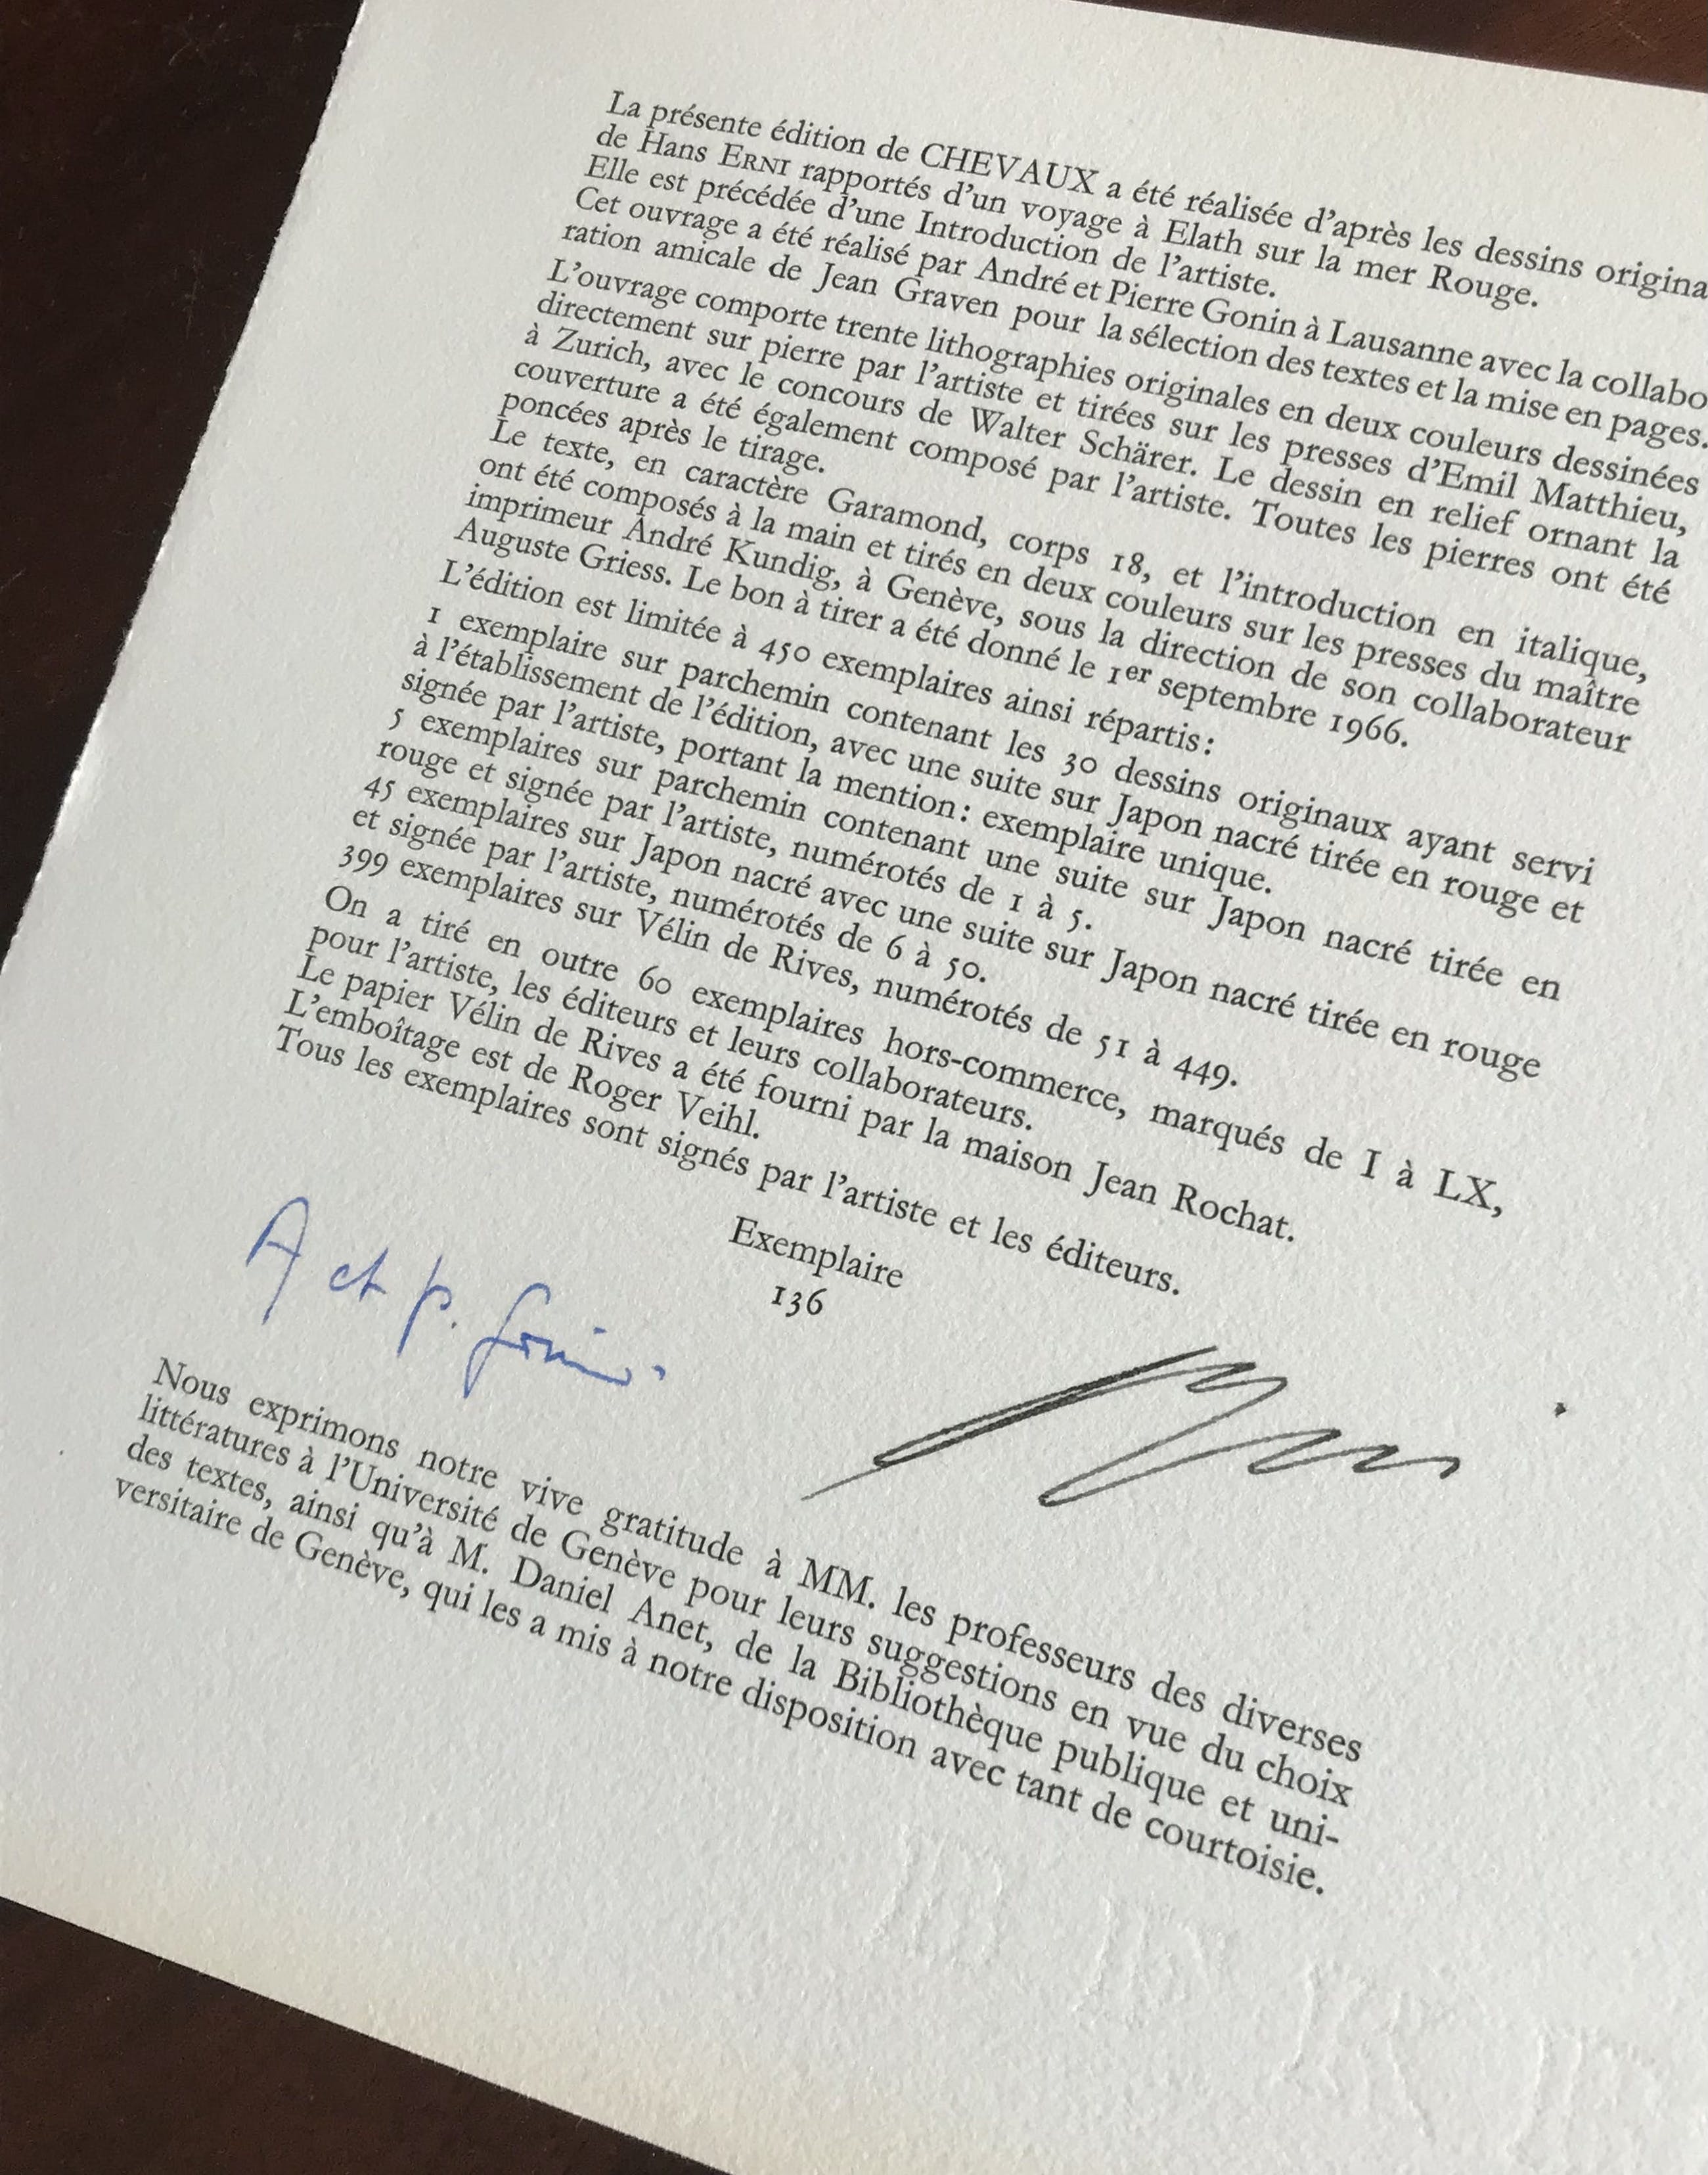 La présente édition de CHEVAUX a été réalisée d'après les dessins origina
de Hans ERNI rapportés d'un voyage à Elath sur la mer Rouge.
Elle est précédée d'une Introduction de l'artiste.
Cet ouvrage a été réalisé par André et Pierre Gonin à Lausanne avec la collabo
ration amicale de Jean Graven pour la sélection des textes et la mise en pages.
L'ouvrage comporte trente lithographies originales en deux couleurs dessinées
directement sur pierre par l'artiste et tirées sur les presses d'Emil Matthieu,
à Zurich, avec le concours de Walter Schärer. Le dessin en relief ornant la
couverture a été également composé par l'artiste. Toutes les pierres ont été
poncées après le tirage.
Le texte, en caractère Garamond, corps 18, et l'introduction en italique,
ont été composés à la main et tirés en deux couleurs sur les presses du maître
imprimeur André Kundig, à Genève, sous la direction de son collaborateur
Auguste Griess. Le bon à tirer a été donné le 1er septembre 1966.
L'édition est limitée à 450 exemplaires ainsi répartis:
1 exemplaire sur parchemin contenant les 30 dessins originaux ayant servi
à l'établissement de l'édition, avec une suite sur Japon nacré tirée en rouge et
signée par l'artiste, portant la mention: exemplaire unique.
5 exemplaires sur parchemin contenant une suite sur Japon nacré tirée en
rouge et signée par l'artiste, numérotés de 1 à 5.
45 exemplaires sur Japon nacré avec une suite sur Japon nacré tirée en rouge
et signée par l'artiste, numérotés de 6 à 50.
399 exemplaires sur Vélin de Rives, numérotés de 51 à 449.
On a tiré en outre 60 exemplaires hors-commerce, marqués de I à LX,
pour l'artiste, les éditeurs et leurs collaborateurs.
Le papier Vélin de Rives a été fourni par la maison Jean Rochat.
L'emboîtage est de Roger Veihl.
Tous les exemplaires sont signés par l'artiste et les éditeurs.
Exemplaire
136
A et p. Gonin
Nous exprimons notre vive gratitude à MM. les professeurs des diverses
littératures à l'Université de Genève pour leurs suggestions en vue du choix
des textes, ainsi qu'à M. Daniel Anet, de la Bibliothèque publique et uni-
versitaire de Genève, qui les a mis à notre disposition avec tant de courtoisie.